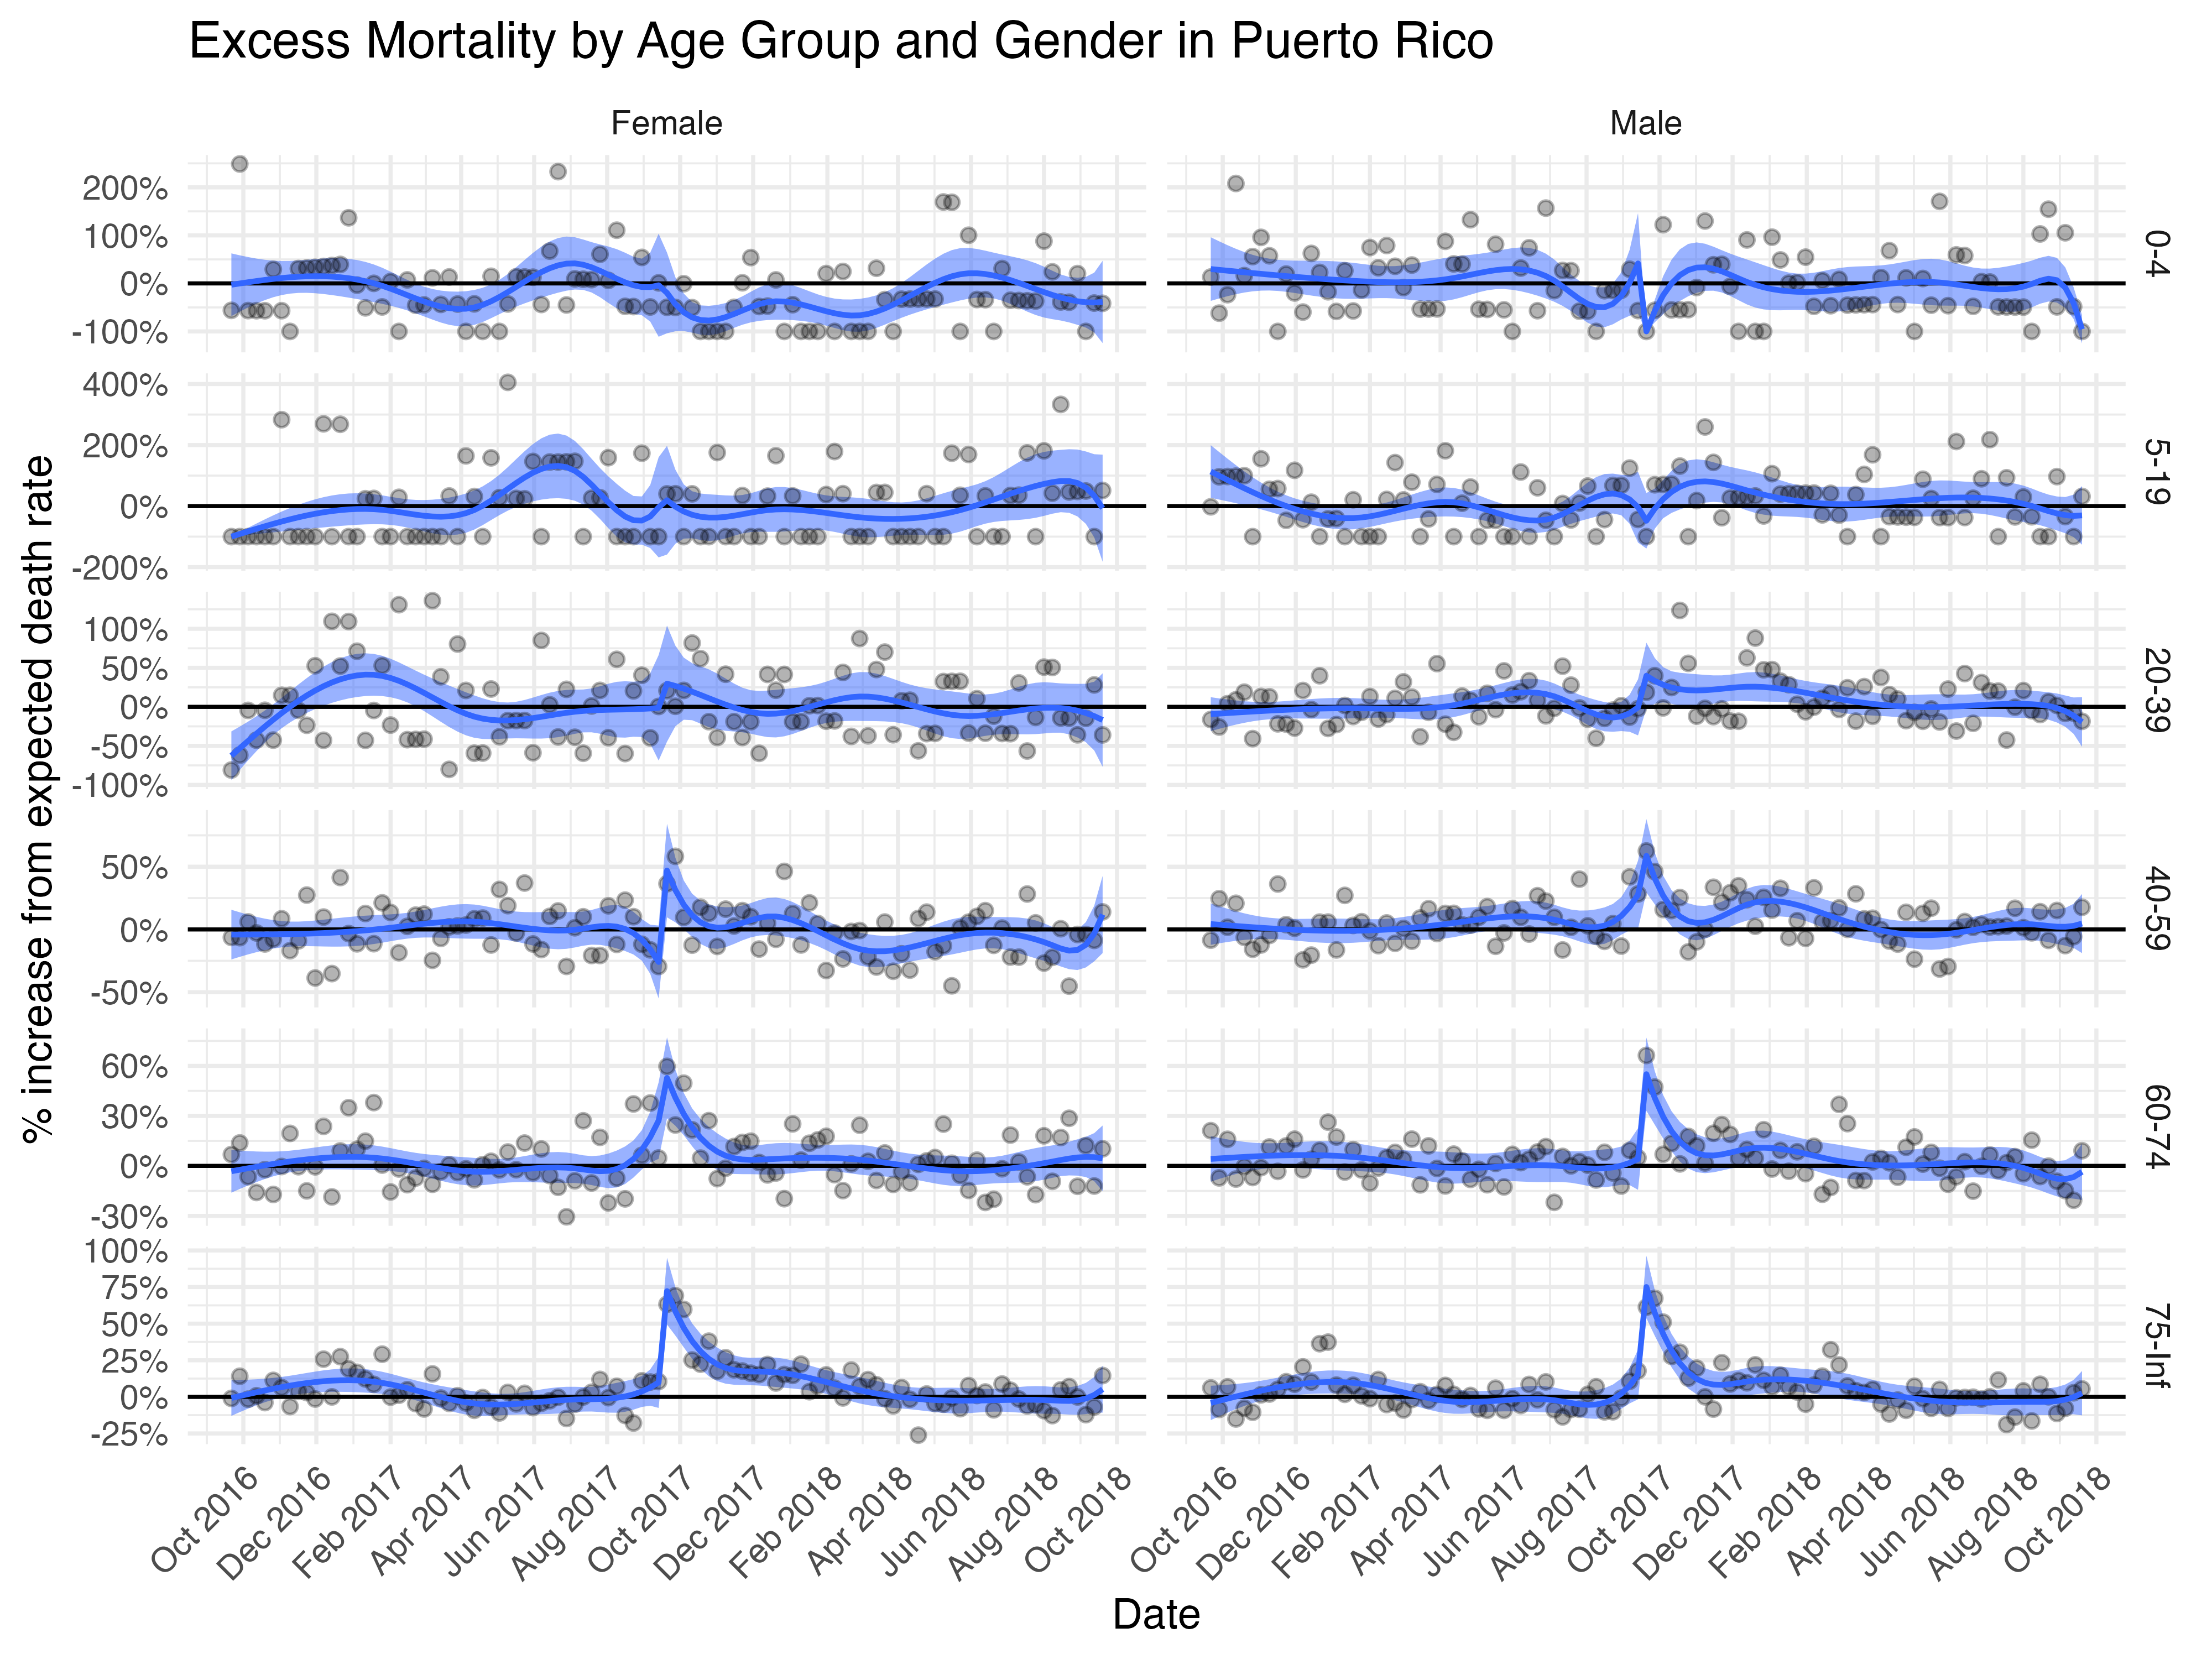 Excess Mortality by Age Group and Gender in Puerto Rico
Female
Male
% increase from expected death rate
200%
100%
0%
-100%
0-4
400%
200%
0%
-200%
5-19
100%
50%
0%
-50%
-100%
20-39
50%
0%
-50%
40-59
60%
30%
0%
-30%
60-74
100%
75%
50%
25%
0%
-25%
75-Inf
Oct 2016
Dec 2016
Feb 2017
Apr 2017
Jun 2017
Aug 2017
Oct 2017
Dec 2017
Feb 2018
Apr 2018
Jun 2018
Aug 2018
Oct 2018
Oct 2016
Dec 2016
Feb 2017
Apr 2017
Jun 2017
Aug 2017
Oct 2017
Dec 2017
Feb 2018
Apr 2018
Jun 2018
Aug 2018
Oct 2018
Date